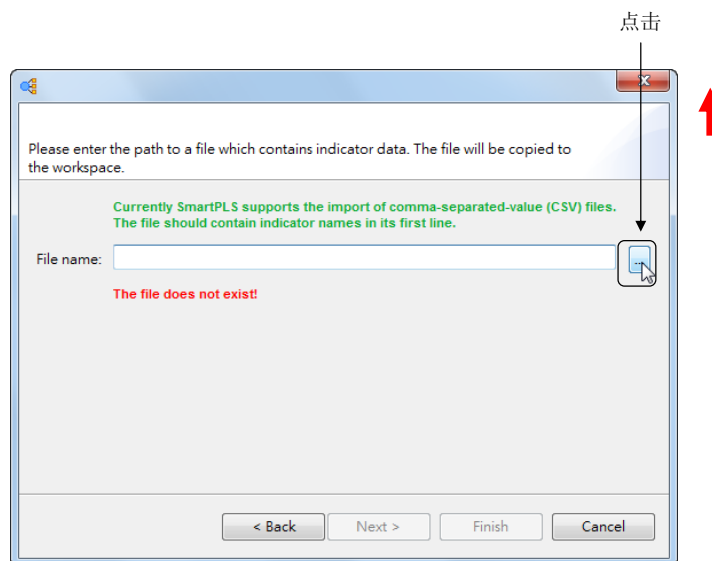 点击
Please enter the path to a file which contains indicator data. The file will be copied to
the workspace.
Currently SmartPLS supports the import of comma-separated-value (CSV) files.
The file should contain indicator names in its first line.
File name:
...
The file does not exist!
< Back
Next >
Finish
Cancel